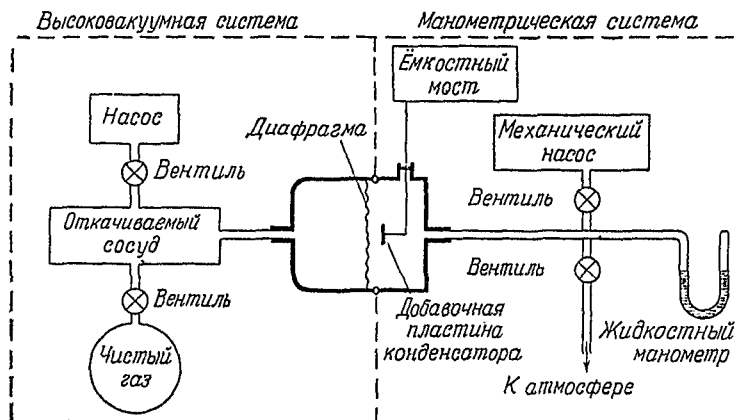 Высоковакуумная система
Манометрическая система
Ёмкостный
мост
Насос
Диафрагма
Механический
насос
Вентиль
Вентиль
Откачиваемый
сосуд
Вентиль
Вентиль
Добавочная
пластина
конденсатора
Жидкостный
манометр
Чистый
газ
К атмосфере